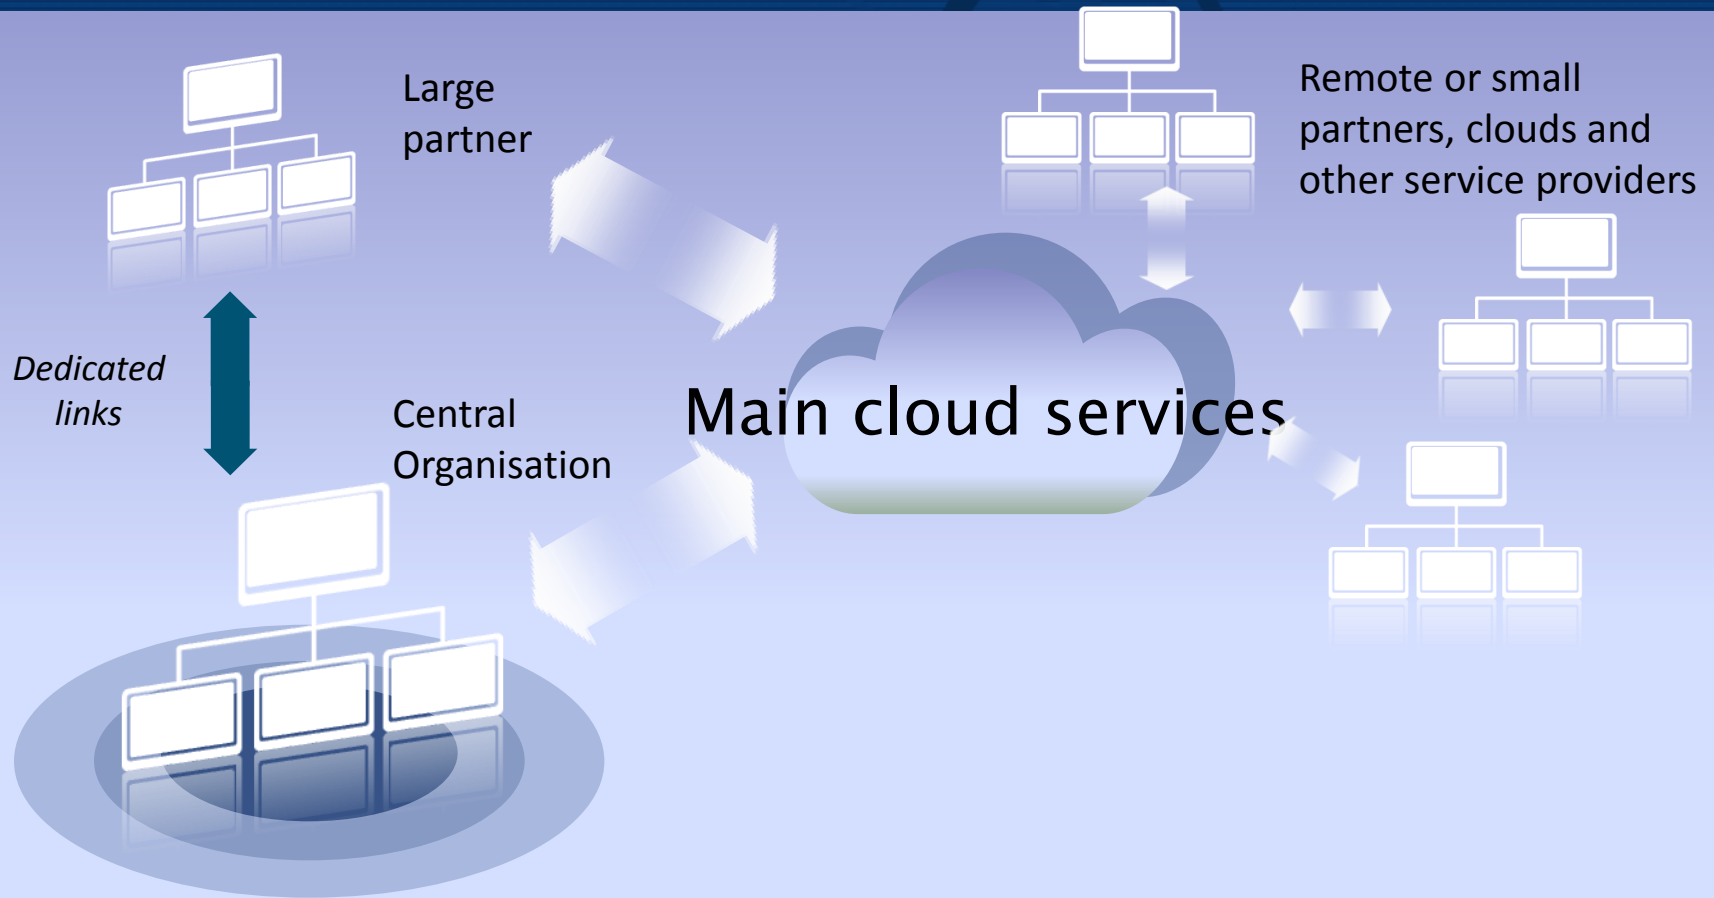 Large
partner
Remote or small
partners, clouds and
other service providers
Dedicated
links
Central
Organisation
Main cloud services